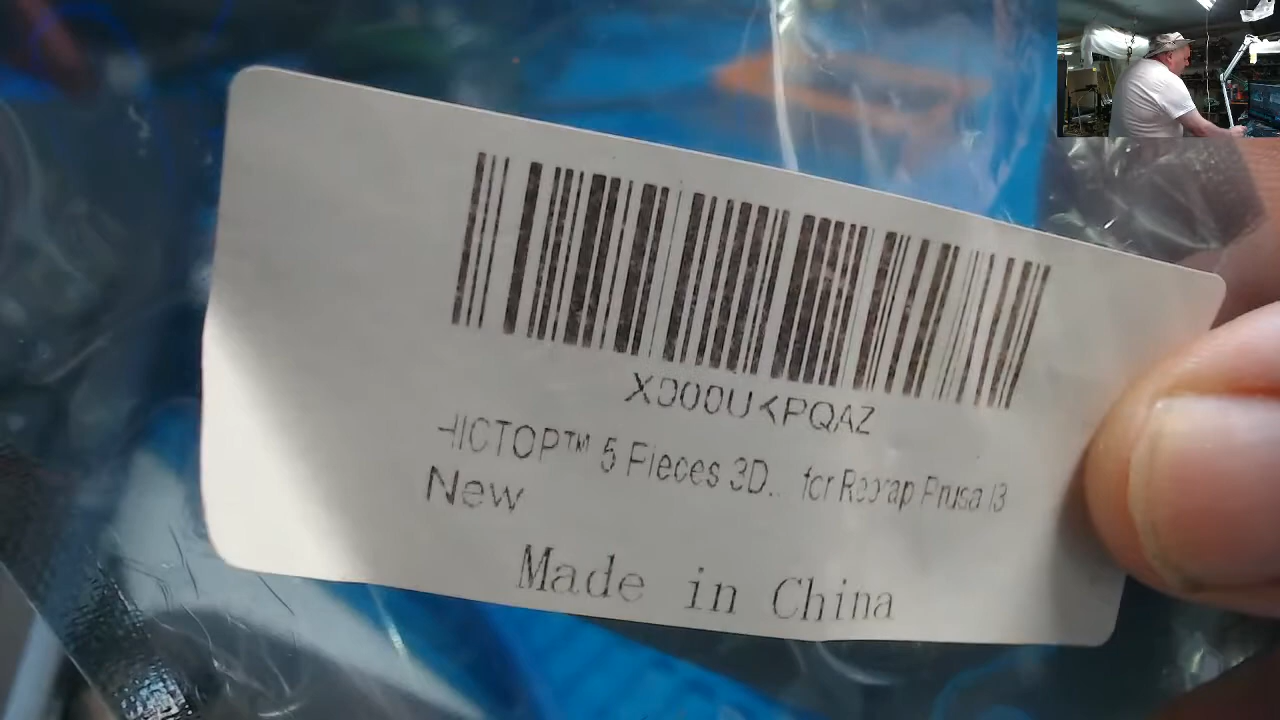 X000UKPQAZ
HICTOP™ 5 Pieces 3D... for Reprap Prusa I3
New
Made in China